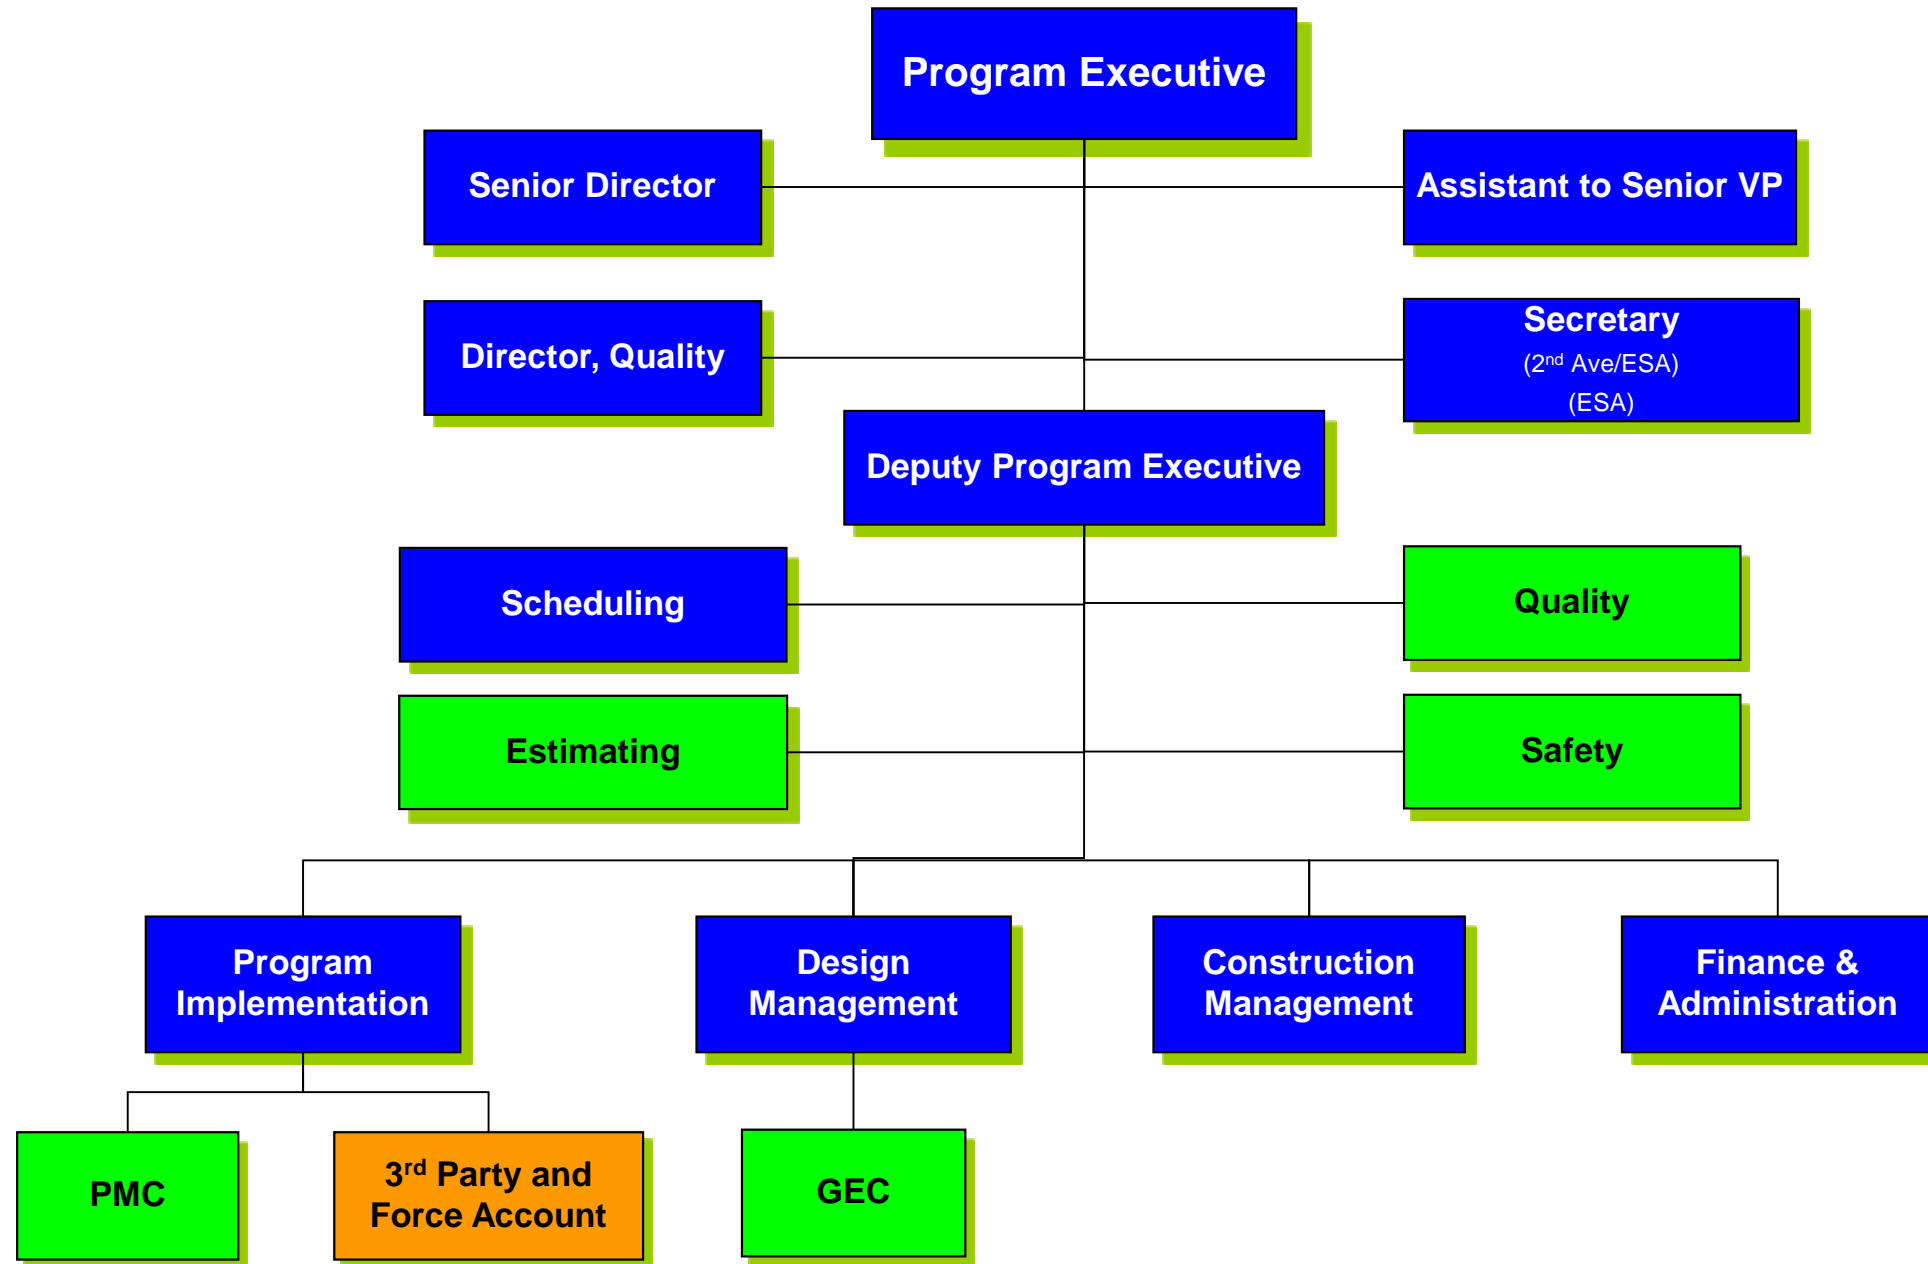 Program Executive
Senior Director
Assistant to Senior VP
Director, Quality
Secretary
(2nd Ave/ESA)
(ESA)
Deputy Program Executive
Scheduling
Quality
Estimating
Safety
Program
Implementation
Design
Management
Construction
Management
Finance &
Administration
PMC
3rd Party and
Force Account
GEC